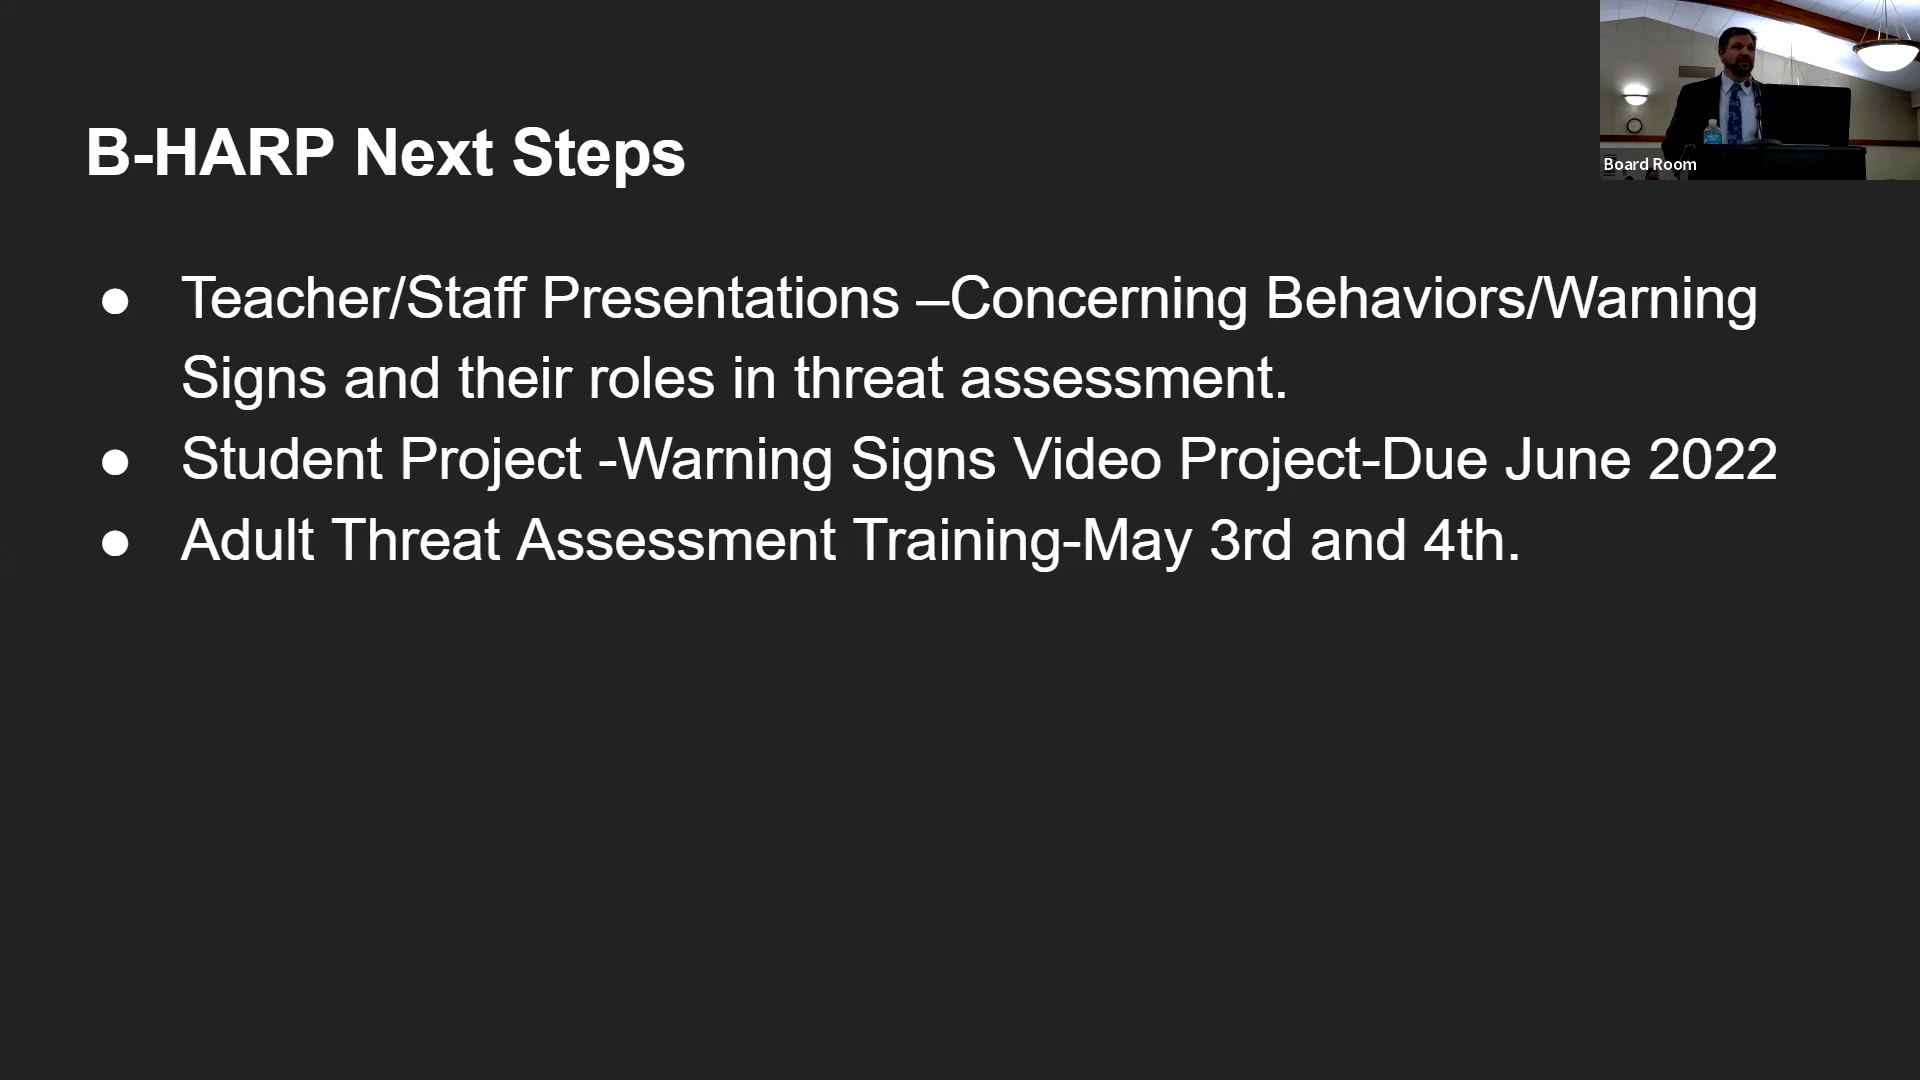 Board Room
B-HARP Next Steps
● Teacher/Staff Presentations –Concerning Behaviors/Warning
Signs and their roles in threat assessment.
● Student Project -Warning Signs Video Project-Due June 2022
● Adult Threat Assessment Training-May 3rd and 4th.